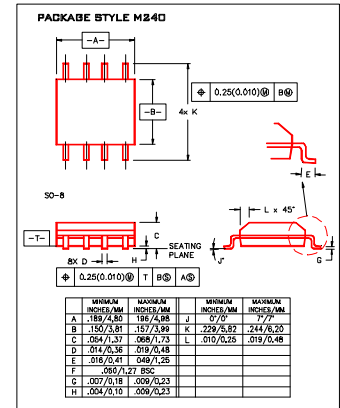 PACKAGE STYLE M240
-A-
-B-
4x K
⌖ 0.25(0.010)Ⓜ BⓂ
E
SO-8
-T-
C
L x 45°
8X D
H
SEATING
PLANE
J°
G
⌖ 0.25(0.010)Ⓜ T BⓈ AⓈ
MINIMUM INCHES/MM MAXIMUM INCHES/MM MINIMUM INCHES/MM MAXIMUM INCHES/MM
A .189/4,80 196/4,98 J 0°/0° 7°/7°
B .150/3,81 157/3,99 K .229/5,82 .244/6,20
C .054/1,37 .068/1,73 L .010/0,25 .019/0,48
D .014/0,36 .019/0,48
E .016/0,41 049/1,25
F .050/1,27 BSC
G .007/0,18 .009/0,23
H .004/0,10 .009/0,23